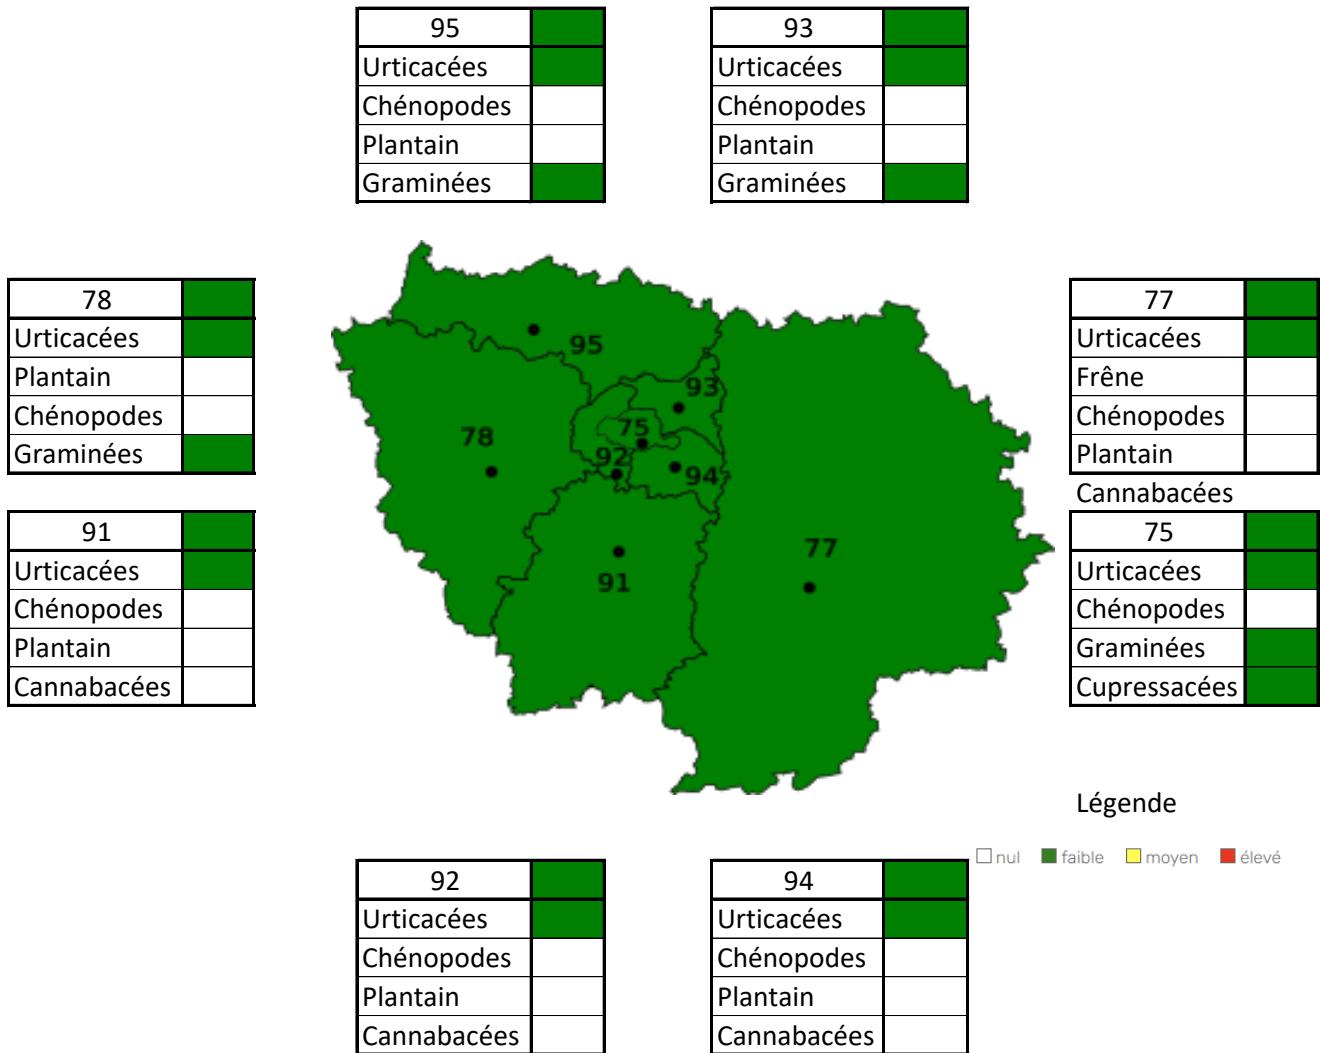 95
Urticacées
Chénopodes
Plantain
Graminées
93
Urticacées
Chénopodes
Plantain
Graminées
78
Urticacées
Plantain
Chénopodes
Graminées
95
93
75
78
92
94
77
91
77
Urticacées
Frêne
Chénopodes
Plantain
Cannabacées
91
Urticacées
Chénopodes
Plantain
Cannabacées
75
Urticacées
Chénopodes
Graminées
Cupressacées
Légende
nul faible moyen élevé
92
Urticacées
Chénopodes
Plantain
Cannabacées
94
Urticacées
Chénopodes
Plantain
Cannabacées